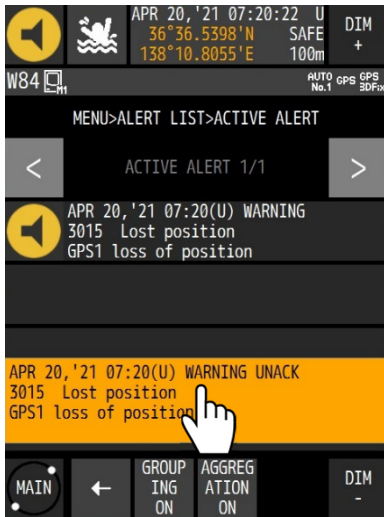 APR 20,'21 07:20:22 U
36°36.5398'N SAFE
138°10.8055'E 100m
DIM
+
W84 M1
AUTO GPS GPS
No.1 3DFix
MENU>ALERT LIST>ACTIVE ALERT
<
ACTIVE ALERT 1/1
>
APR 20,'21 07:20(U) WARNING
3015 Lost position
GPS1 loss of position
APR 20,'21 07:20(U) WARNING UNACK
3015 Lost position
GPS1 loss of position
MAIN
←
GROUP
ING
ON
AGGREG
ATION
ON
DIM
-